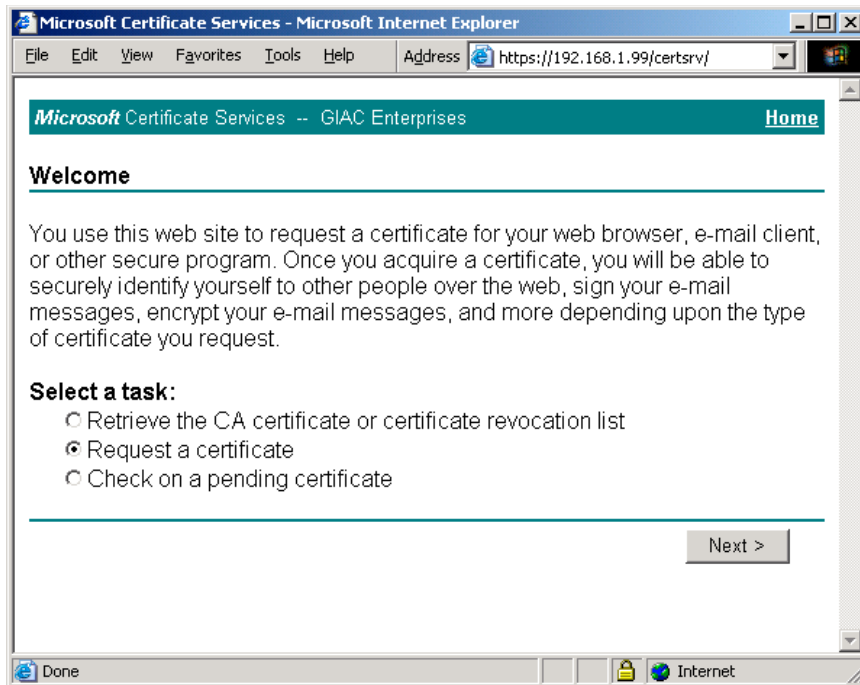 Microsoft Certificate Services - Microsoft Internet Explorer
File Edit View Favorites Tools Help Address https://192.168.1.99/certsrv/
Microsoft Certificate Services -- GIAC Enterprises Home
Welcome
You use this web site to request a certificate for your web browser, e-mail client,
or other secure program. Once you acquire a certificate, you will be able to
securely identify yourself to other people over the web, sign your e-mail
messages, encrypt your e-mail messages, and more depending upon the type
of certificate you request.
Select a task:
Retrieve the CA certificate or certificate revocation list
Request a certificate
Check on a pending certificate
Next >
Done Internet